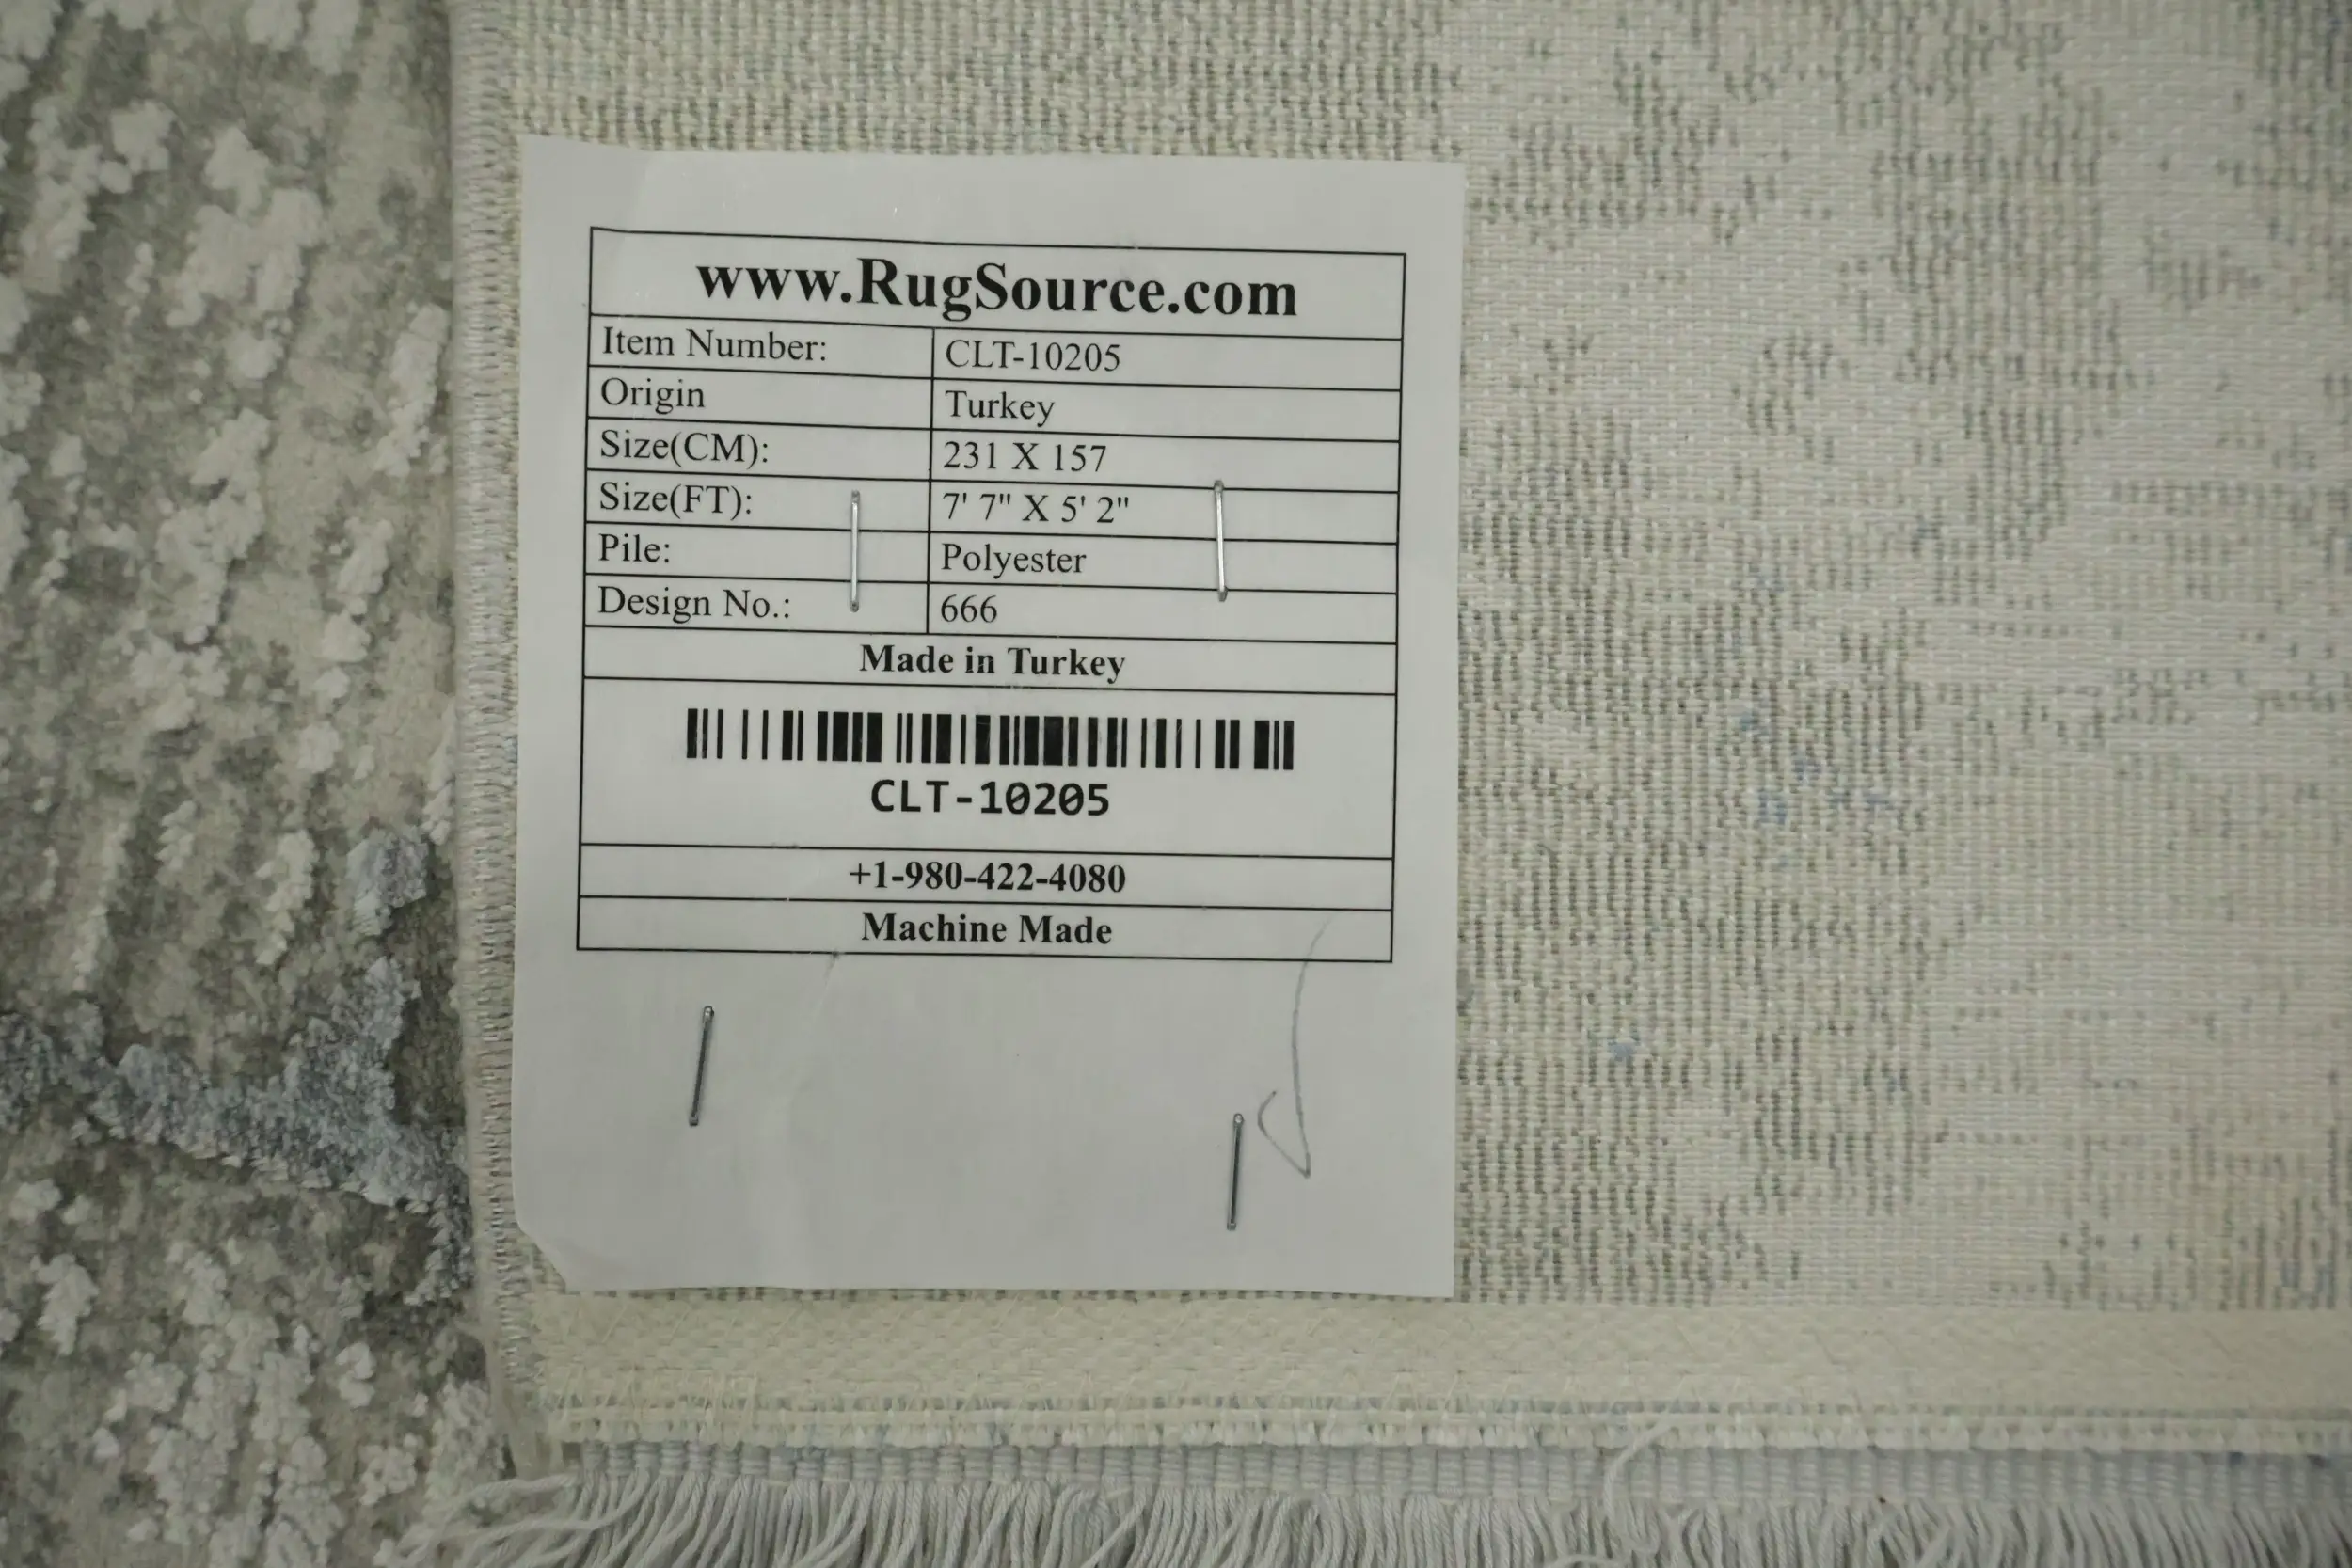 www.RugSource.com
Item Number: CLT-10205
Origin Turkey
Size(CM): 231 X 157
Size(FT): 7' 7" X 5' 2"
Pile: Polyester
Design No.: 666
Made in Turkey
CLT-10205
+1-980-422-4080
Machine Made